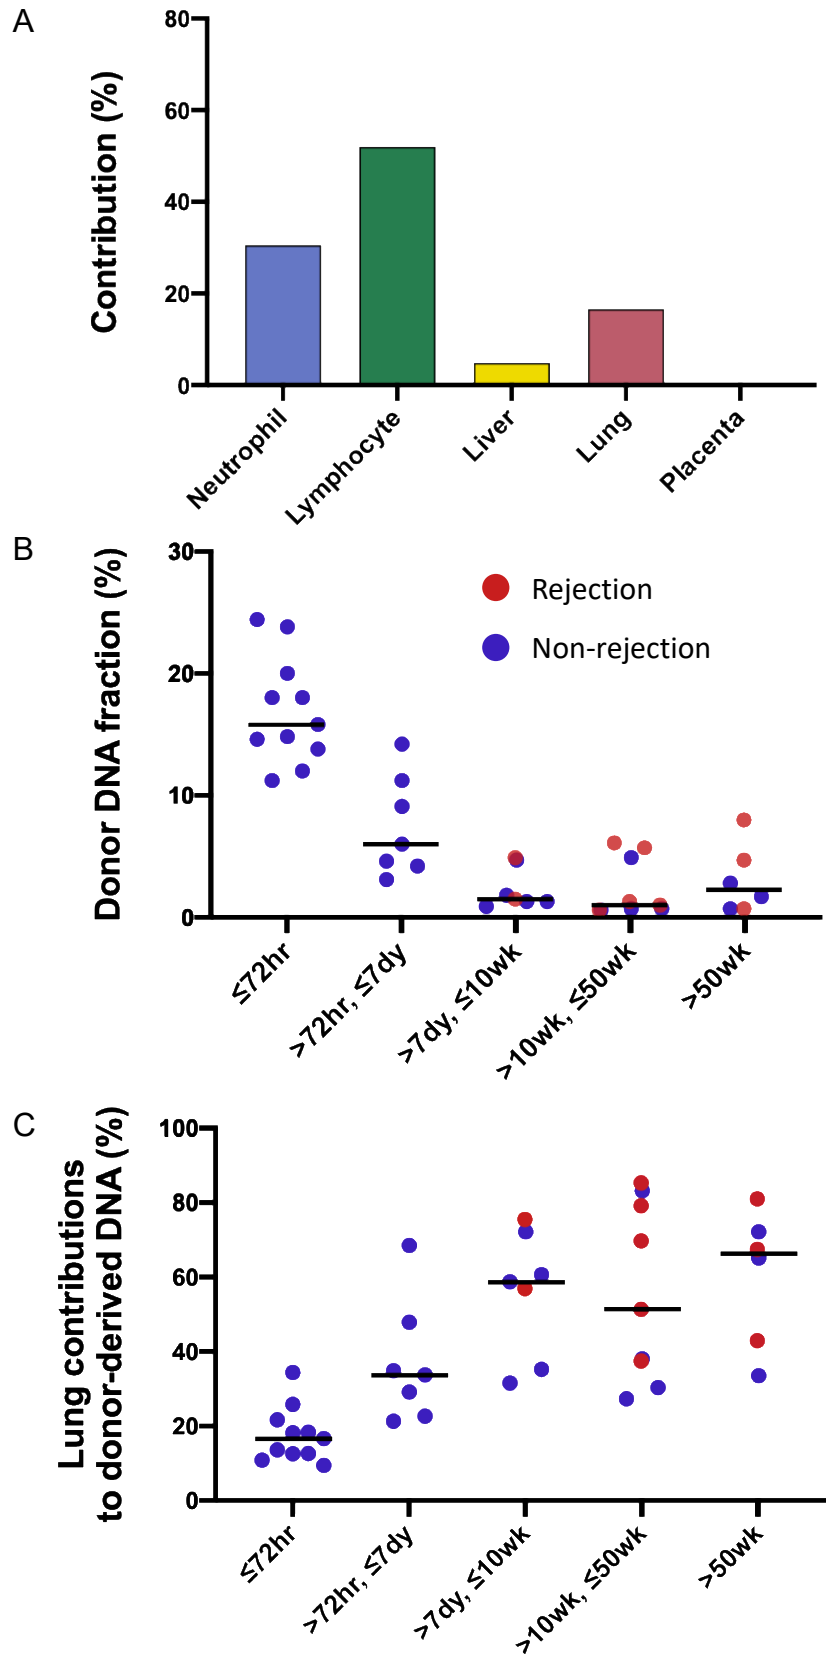 A
Contribution (%)
80
60
40
20
0
Neutrophil
Lymphocyte
Liver
Lung
Placenta
B
Donor DNA fraction (%)
30
20
10
0
Rejection
Non-rejection
≤72hr
>72hr, ≤7dy
>7dy, ≤10wk
>10wk, ≤50wk
>50wk
C
Lung contributions
to donor-derived DNA (%)
100
80
60
40
20
0
≤72hr
>72hr, ≤7dy
>7dy, ≤10wk
>10wk, ≤50wk
>50wk